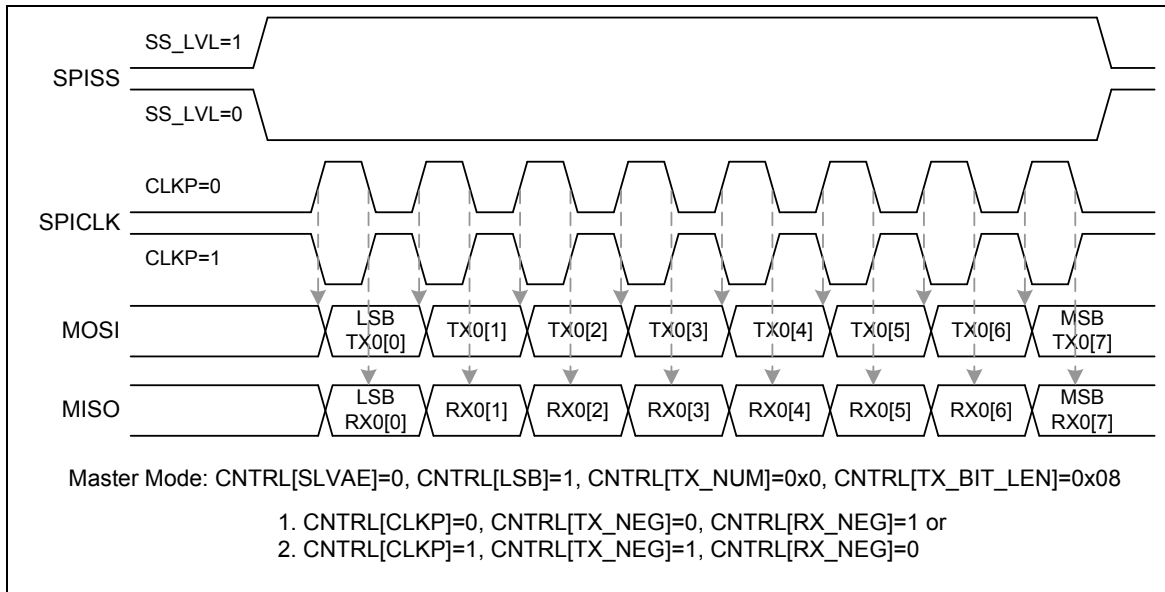 SS_LVL=1
SPISS
SS_LVL=0
CLKP=0
SPICLK
CLKP=1
MOSI
LSB
TX0[0]
TX0[1]
TX0[2]
TX0[3]
TX0[4]
TX0[5]
TX0[6]
MSB
TX0[7]
MISO
LSB
RX0[0]
RX0[1]
RX0[2]
RX0[3]
RX0[4]
RX0[5]
RX0[6]
MSB
RX0[7]
Master Mode: CNTRL[SLVAE]=0, CNTRL[LSB]=1, CNTRL[TX_NUM]=0x0, CNTRL[TX_BIT_LEN]=0x08
1. CNTRL[CLKP]=0, CNTRL[TX_NEG]=0, CNTRL[RX_NEG]=1 or
2. CNTRL[CLKP]=1, CNTRL[TX_NEG]=1, CNTRL[RX_NEG]=0